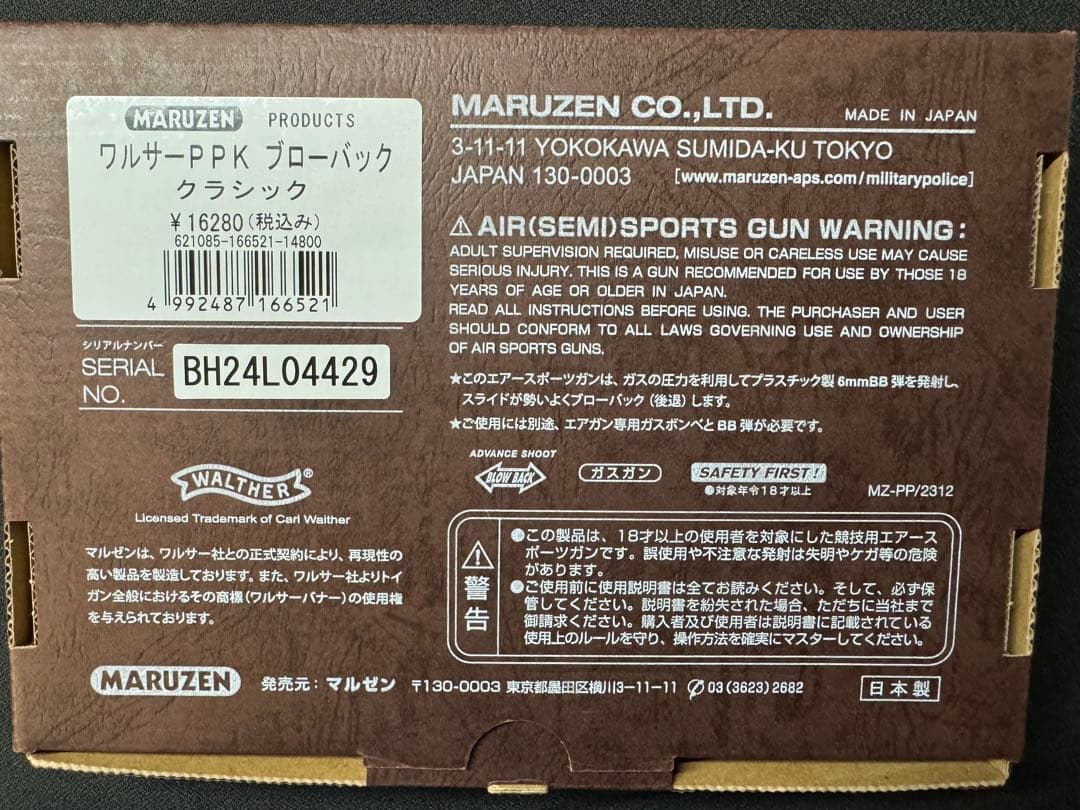 MARUZEN PRODUCTS
ワルサーPPK ブローバック
クラシック
¥16280(税込み)
621085-166521-14800
4 992487 166521
シリアルナンバー
SERIAL NO.
BH24L04429
WALTHER®
Licensed Trademark of Carl Walther
マルゼンは、ワルサー社との正式契約により、再現性の
高い製品を製造しております。また、ワルサー社よりトイ
ガン全般におけるその商標(ワルサーバナー)の使用権
を与えられております。
MARUZEN CO.,LTD. MADE IN JAPAN
3-11-11 YOKOKAWA SUMIDA-KU TOKYO
JAPAN 130-0003 [www.maruzen-aps.com/militarypolice]
⚠ AIR(SEMI)SPORTS GUN WARNING:
ADULT SUPERVISION REQUIRED, MISUSE OR CARELESS USE MAY CAUSE
SERIOUS INJURY. THIS IS A GUN RECOMMENDED FOR USE BY THOSE 18
YEARS OF AGE OR OLDER IN JAPAN.
READ ALL INSTRUCTIONS BEFORE USING. THE PURCHASER AND USER
SHOULD CONFORM TO ALL LAWS GOVERNING USE AND OWNERSHIP
OF AIR SPORTS GUNS.
★このエアースポーツガンは、ガスの圧力を利用してプラスチック製6mmBB弾を発射し、
スライドが勢いよくブローバック(後退)します。
★ご使用には別途、エアガン専用ガスボンベとBB弾が必要です。
ADVANCE SHOOT
BLOW BACK
ガスガン
SAFETY FIRST!
●対象年令18才以上
MZ-PP/2312
警告
●この製品は、18才以上の使用者を対象にした競技用エアース
ポーツガンです。誤使用や不注意な発射は失明やケガ等の危険
があります。
●ご使用前に使用説明書は全てお読みください。そして、必ず保
管してください。説明書を紛失された場合、ただちに当社まで
御請求ください。購入者及び使用者は説明書に記載されている
使用上のルールを守り、操作方法を確実にマスターしてください。
MARUZEN 発売元:マルゼン 〒130-0003 東京都墨田区横川3-11-11 ✆03(3623)2682 日本製